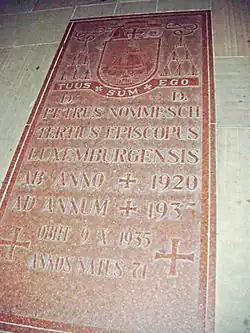 TUUS * SUM * EGO
D. D.
PETRUS NOMMESCH
TERTIUS EPISCOPUS
LUXEMBURGENSIS
AB ANNO + 1920
AD ANNUM + 1935
OBIIT 9 X 1935
ANNOS NATUS 71